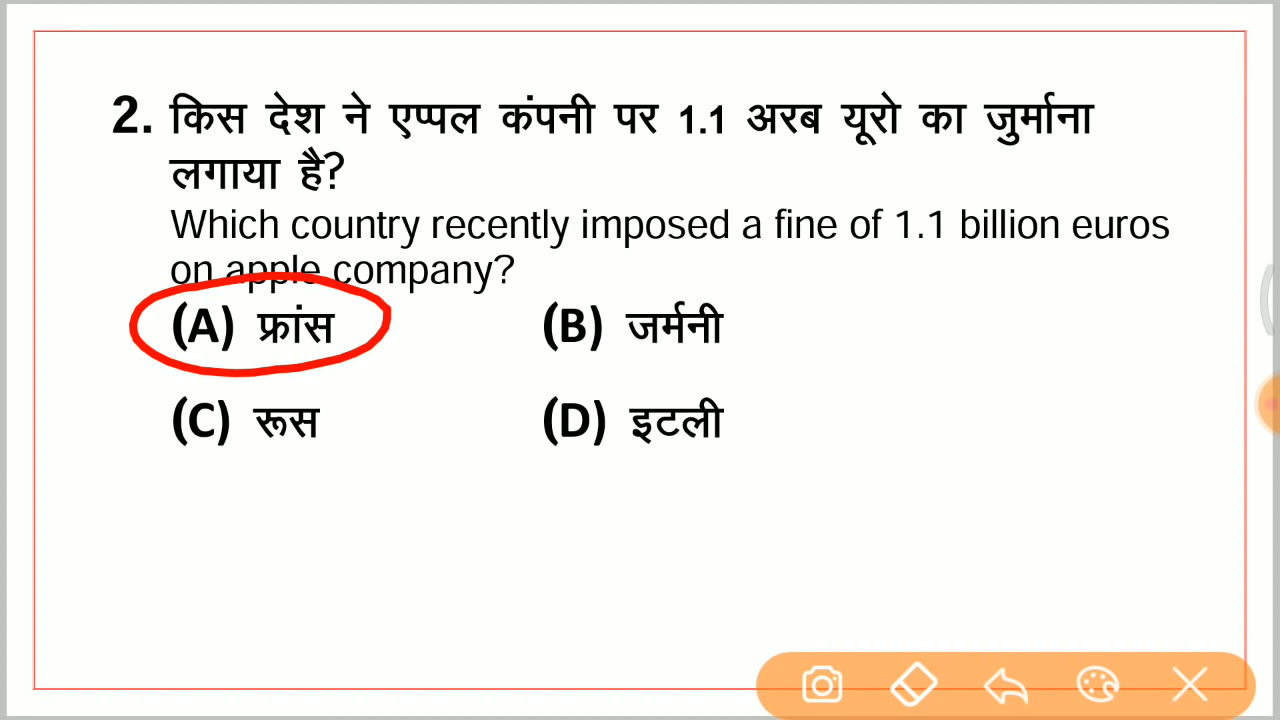 2. किस देश ने एप्पल कंपनी पर 1.1 अरब यूरो का जुर्माना
लगाया है?
Which country recently imposed a fine of 1.1 billion euros
on apple company?
(A) फ्रांस (B) जर्मनी
(C) रूस (D) इटली